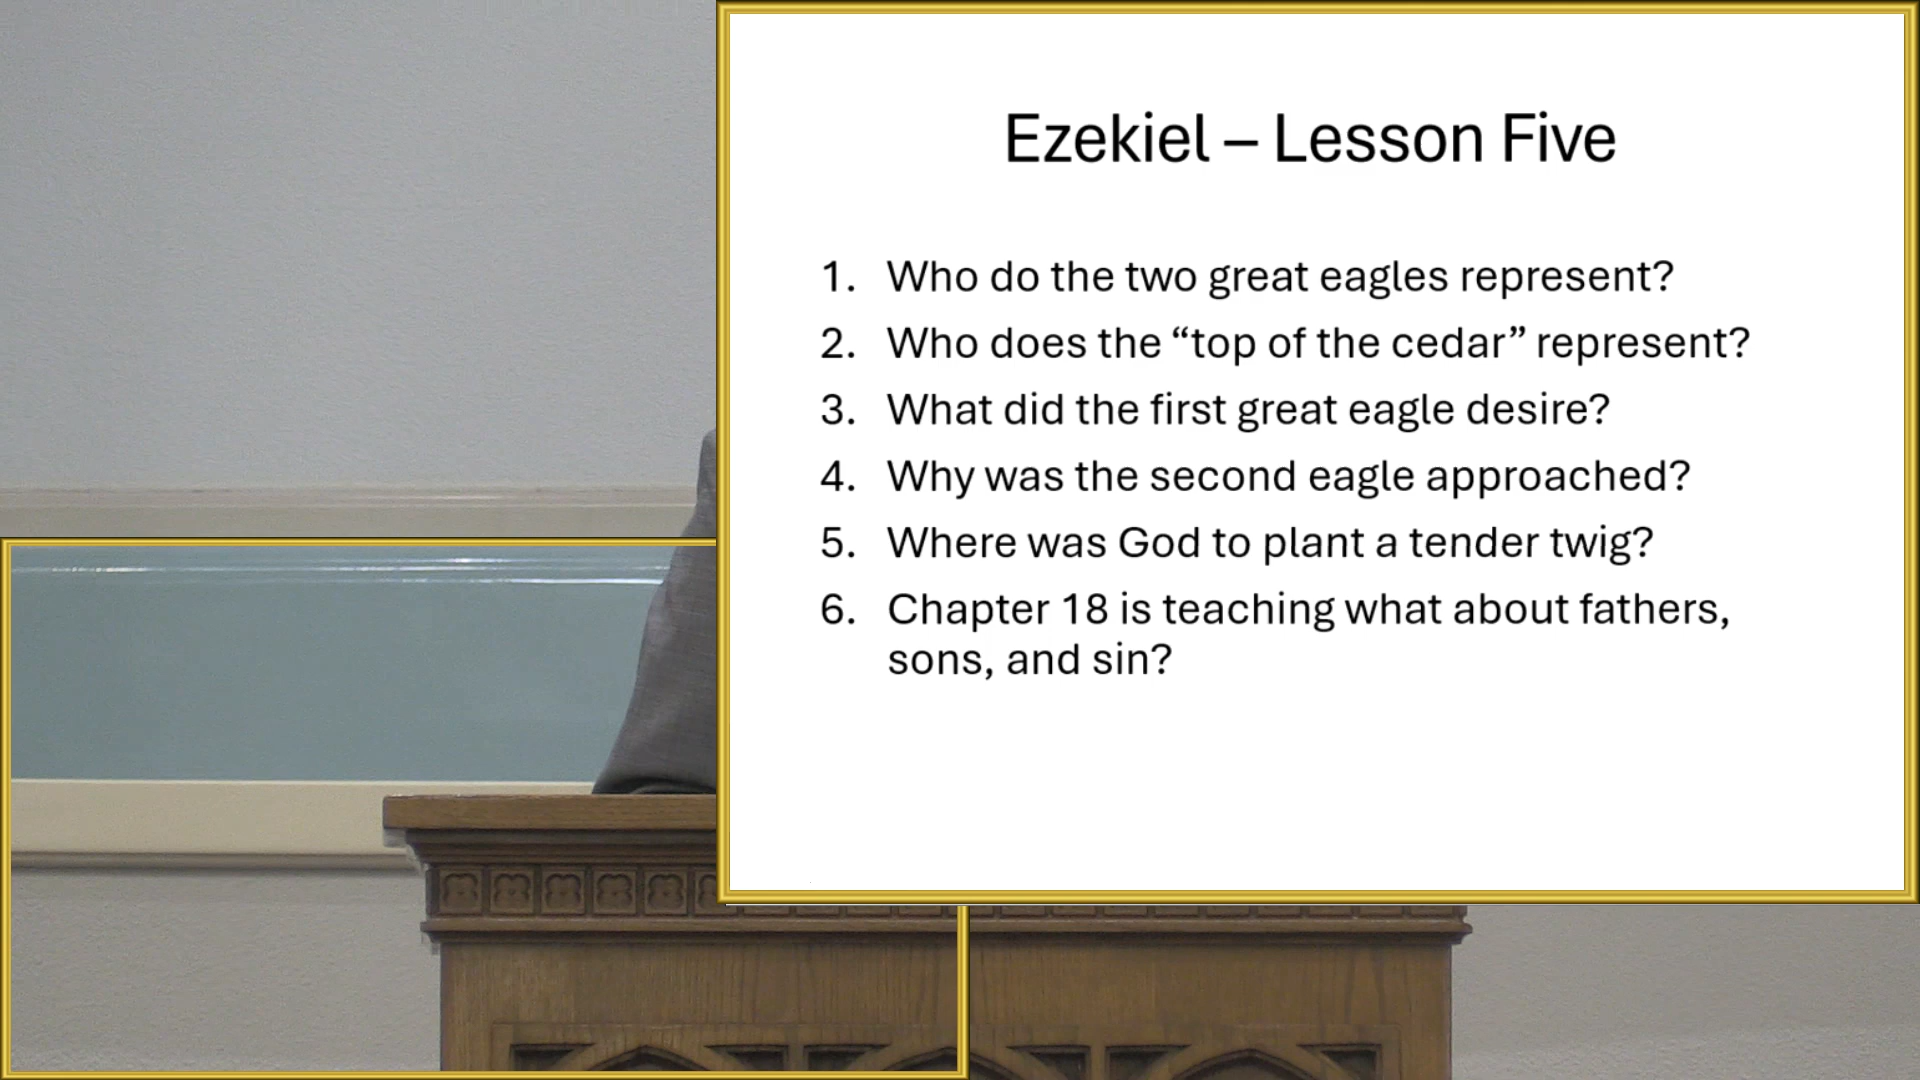 Ezekiel – Lesson Five
1. Who do the two great eagles represent?
2. Who does the “top of the cedar” represent?
3. What did the first great eagle desire?
4. Why was the second eagle approached?
5. Where was God to plant a tender twig?
6. Chapter 18 is teaching what about fathers,
sons, and sin?